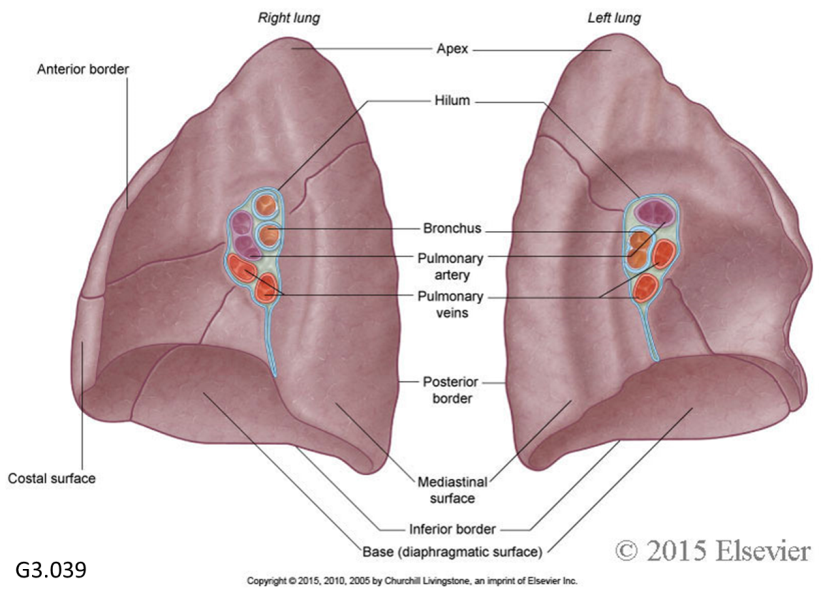 Right lung
Left lung
Apex
Anterior border
Hilum
Bronchus
Pulmonary
artery
Pulmonary
veins
Posterior
border
Costal surface
Mediastinal
surface
Inferior border
Base (diaphragmatic surface)
© 2015 Elsevier
G3.039
Copyright © 2015, 2010, 2005 by Churchill Livingstone, an imprint of Elsevier Inc.